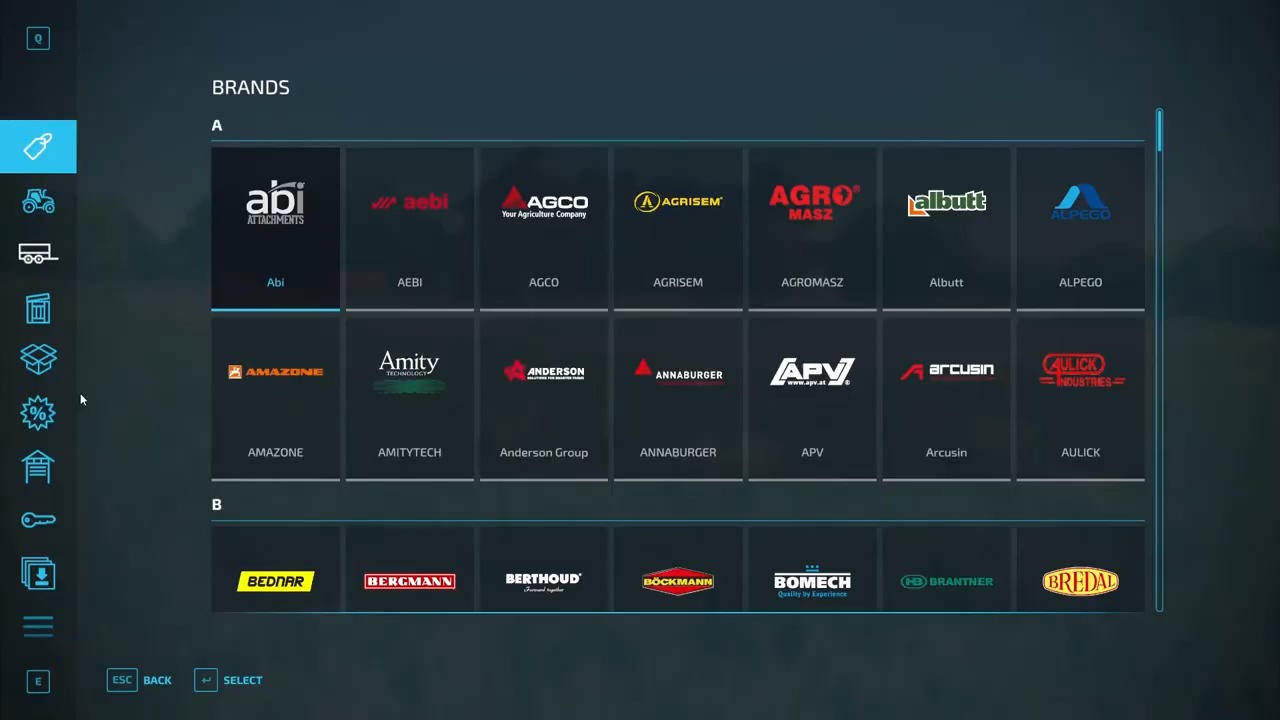 Q
BRANDS
A
abi
ATTACHMENTS
aebi
AGCO
Your Agriculture Company
AGRISEM
AGRO
MASZ
albutt
ALPEGO
Abi
AEBI
AGCO
AGRISEM
AGROMASZ
Albutt
ALPEGO
AMAZONE
Amity
TECHNOLOGY
ANDERSON
ANNABURGER
APV
www.apv.at
arcusin
AULICK
INDUSTRIES
AMAZONE
AMITYTECH
Anderson Group
ANNABURGER
APV
Arcusin
AULICK
B
BEDNAR
BERGMANN
BERTHOUD
Forward together
BÖCKMANN
BOMECH
Quality by Experience
BRANTNER
BREDAL
E
ESC BACK
SELECT